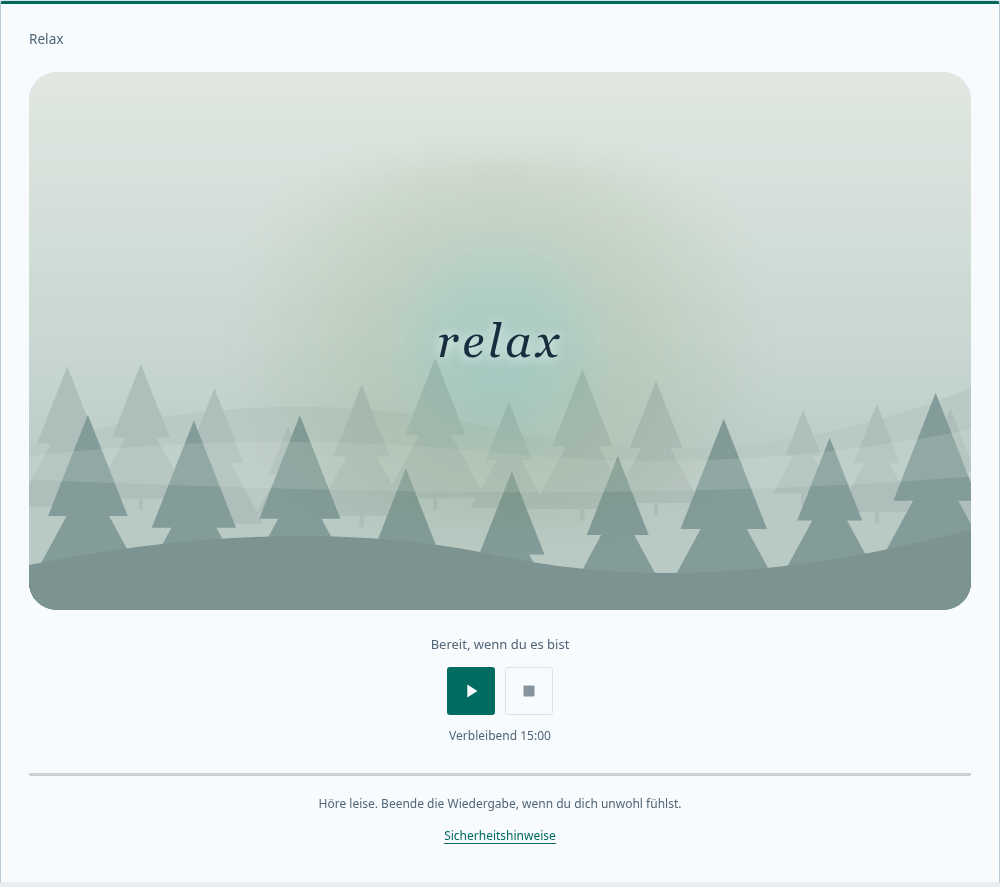 Relax
relax
Bereit, wenn du es bist
Verbleibend 15:00
Höre leise. Beende die Wiedergabe, wenn du dich unwohl fühlst.
Sicherheitshinweise